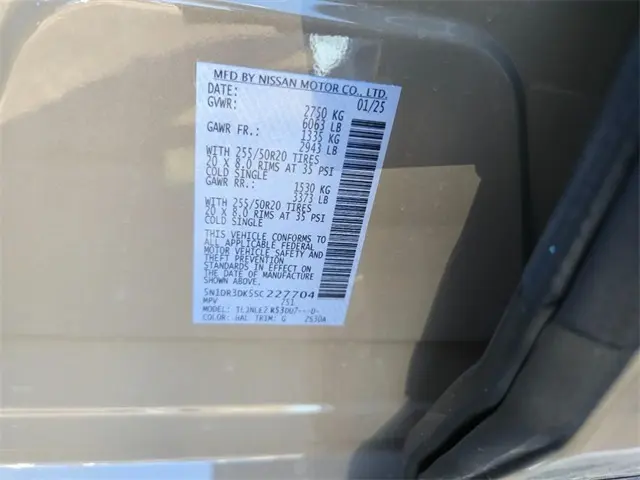 MFD BY NISSAN MOTOR CO., LTD.
DATE: 01/25
GVWR: 2750 KG
6063 LB
GAWR FR.: 1335 KG
2943 LB
WITH 255/50R20 TIRES
20 X 8.0 RIMS AT 35 PSI
COLD SINGLE
GAWR RR.: 1530 KG
3373 LB
WITH 255/50R20 TIRES
20 X 8.0 RIMS AT 35 PSI
COLD SINGLE
THIS VEHICLE CONFORMS TO
ALL APPLICABLE FEDERAL
MOTOR VEHICLE SAFETY AND
THEFT PREVENTION
STANDARDS IN EFFECT ON
THE DATE OF MANUFACTURE
SHOWN ABOVE.
5N1DR3DK5SC227704
MPV
MODEL:
COLOR: HAL TRIM: G